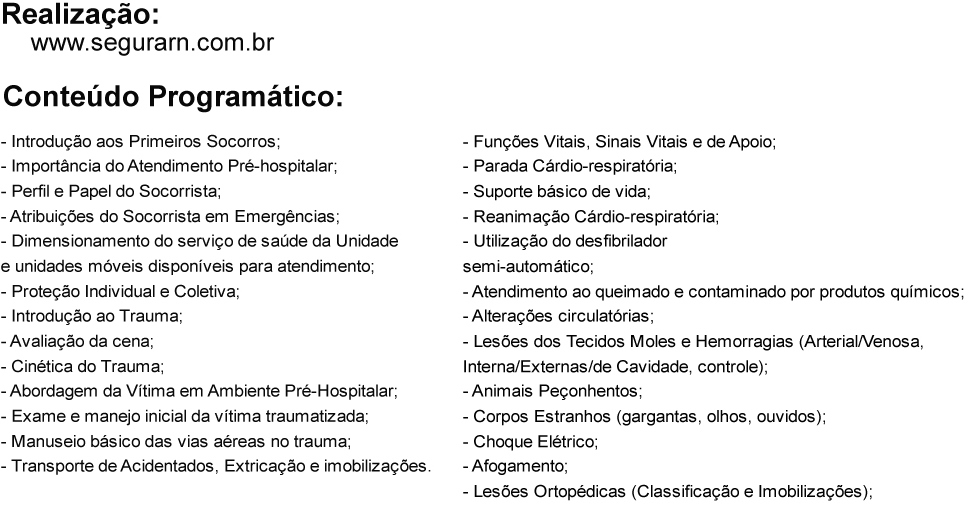 Realização:
www.segurarn.com.br
Conteúdo Programático:
- Introdução aos Primeiros Socorros;
- Importância do Atendimento Pré-hospitalar;
- Perfil e Papel do Socorrista;
- Atribuições do Socorrista em Emergências;
- Dimensionamento do serviço de saúde da Unidade
e unidades móveis disponíveis para atendimento;
- Proteção Individual e Coletiva;
- Introdução ao Trauma;
- Avaliação da cena;
- Cinética do Trauma;
- Abordagem da Vítima em Ambiente Pré-Hospitalar;
- Exame e manejo inicial da vítima traumatizada;
- Manuseio básico das vias aéreas no trauma;
- Transporte de Acidentados, Extricação e imobilizações.
- Funções Vitais, Sinais Vitais e de Apoio;
- Parada Cárdio-respiratória;
- Suporte básico de vida;
- Reanimação Cárdio-respiratória;
- Utilização do desfibrilador
semi-automático;
- Atendimento ao queimado e contaminado por produtos químicos;
- Alterações circulatórias;
- Lesões dos Tecidos Moles e Hemorragias (Arterial/Venosa,
Interna/Externas/de Cavidade, controle);
- Animais Peçonhentos;
- Corpos Estranhos (gargantas, olhos, ouvidos);
- Choque Elétrico;
- Afogamento;
- Lesões Ortopédicas (Classificação e Imobilizações);